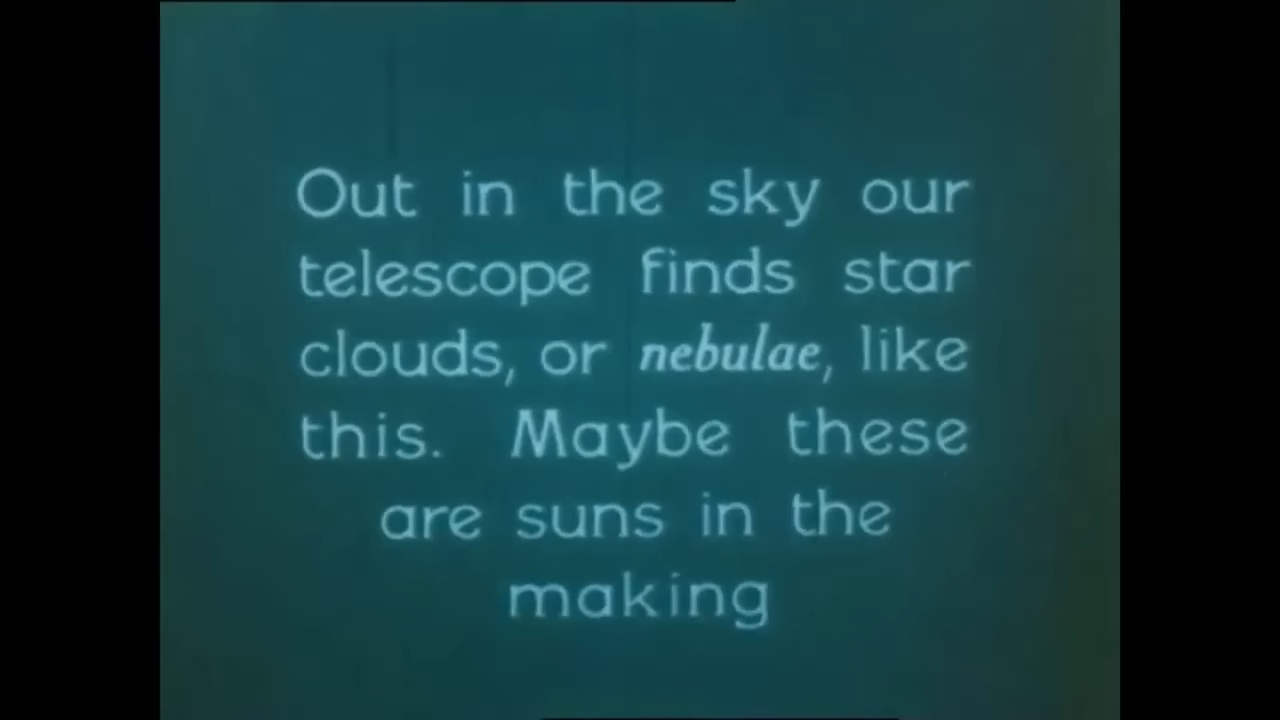 Out in the sky our
telescope finds star
clouds, or nebulae, like
this. Maybe these
are suns in the
making